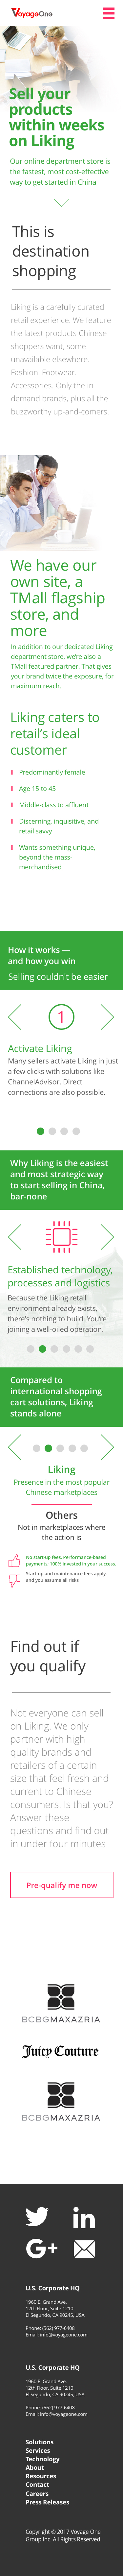 VoyageOne
Sell your
products
within weeks
on Liking
Our online department store is
the fastest, most cost-effective
way to get started in China
This is
destination
shopping
Liking is a carefully curated
retail experience. We feature
the latest products Chinese
shoppers want, some
unavailable elsewhere.
Fashion. Footwear.
Accessories. Only the in-
demand brands, plus all the
buzzworthy up-and-comers.
We have our
own site, a
TMall flagship
store, and
more
In addition to our dedicated Liking
department store, we're also a
TMall featured partner. That gives
your brand twice the exposure, for
maximum reach.
Liking caters to
retail's ideal
customer
Predominantly female
Age 15 to 45
Middle-class to affluent
Discerning, inquisitive, and
retail savvy
Wants something unique,
beyond the mass-
merchandised
How it works —
and how you win
Selling couldn't be easier
1
Activate Liking
Many sellers activate Liking in just
a few clicks with solutions like
ChannelAdvisor. Direct
connections are also possible.
Why Liking is the easiest
and most strategic way
to start selling in China,
bar-none
Established technology,
processes and logistics
Because the Liking retail
environment already exists,
there's nothing to build. You're
joining a well-oiled operation.
Compared to
international shopping
cart solutions, Liking
stands alone
Liking
Presence in the most popular
Chinese marketplaces
Others
Not in marketplaces where
the action is
No start-up fees. Performance-based
payments; 100% invested in your success.
Start-up and maintenance fees apply,
and you assume all risks
Find out if
you qualify
Not everyone can sell
on Liking. We only
partner with high-
quality brands and
retailers of a certain
size that feel fresh and
current to Chinese
consumers. Is that you?
Answer these
questions and find out
in under four minutes
Pre-qualify me now
BCBGMAXAZRIA
Juicy Couture
BCBGMAXAZRIA
U.S. Corporate HQ
1960 E. Grand Ave.
12th Floor, Suite 1210
El Segundo, CA 90245, USA
Phone: (562) 977-6408
Email: info@voyageone.com
U.S. Corporate HQ
1960 E. Grand Ave.
12th Floor, Suite 1210
El Segundo, CA 90245, USA
Phone: (562) 977-6408
Email: info@voyageone.com
Solutions
Services
Technology
About
Resources
Contact
Careers
Press Releases
Copyright © 2017 Voyage One
Group Inc. All Rights Reserved.